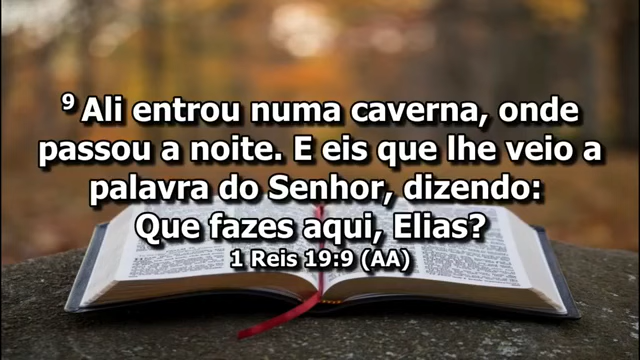 9 Ali entrou numa caverna, onde
passou a noite. E eis que lhe veio a
palavra do Senhor, dizendo:
Que fazes aqui, Elias?
1 Reis 19:9 (AA)